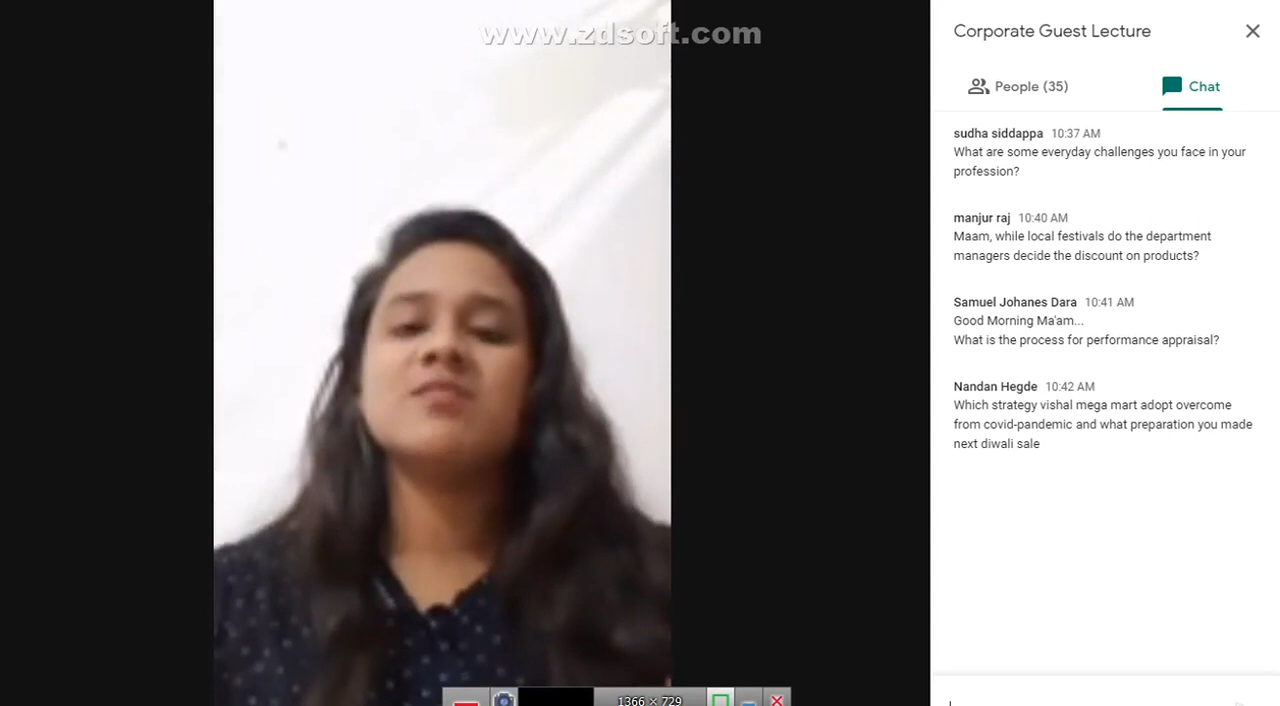 www.zdsoft.com
Corporate Guest Lecture
People (35)
Chat
sudha siddappa 10:37 AM
What are some everyday challenges you face in your
profession?
manjur raj 10:40 AM
Maam, while local festivals do the department
managers decide the discount on products?
Samuel Johanes Dara 10:41 AM
Good Morning Ma'am...
What is the process for performance appraisal?
Nandan Hegde 10:42 AM
Which strategy vishal mega mart adopt overcome
from covid-pandemic and what preparation you made
next diwali sale
1366 × 729